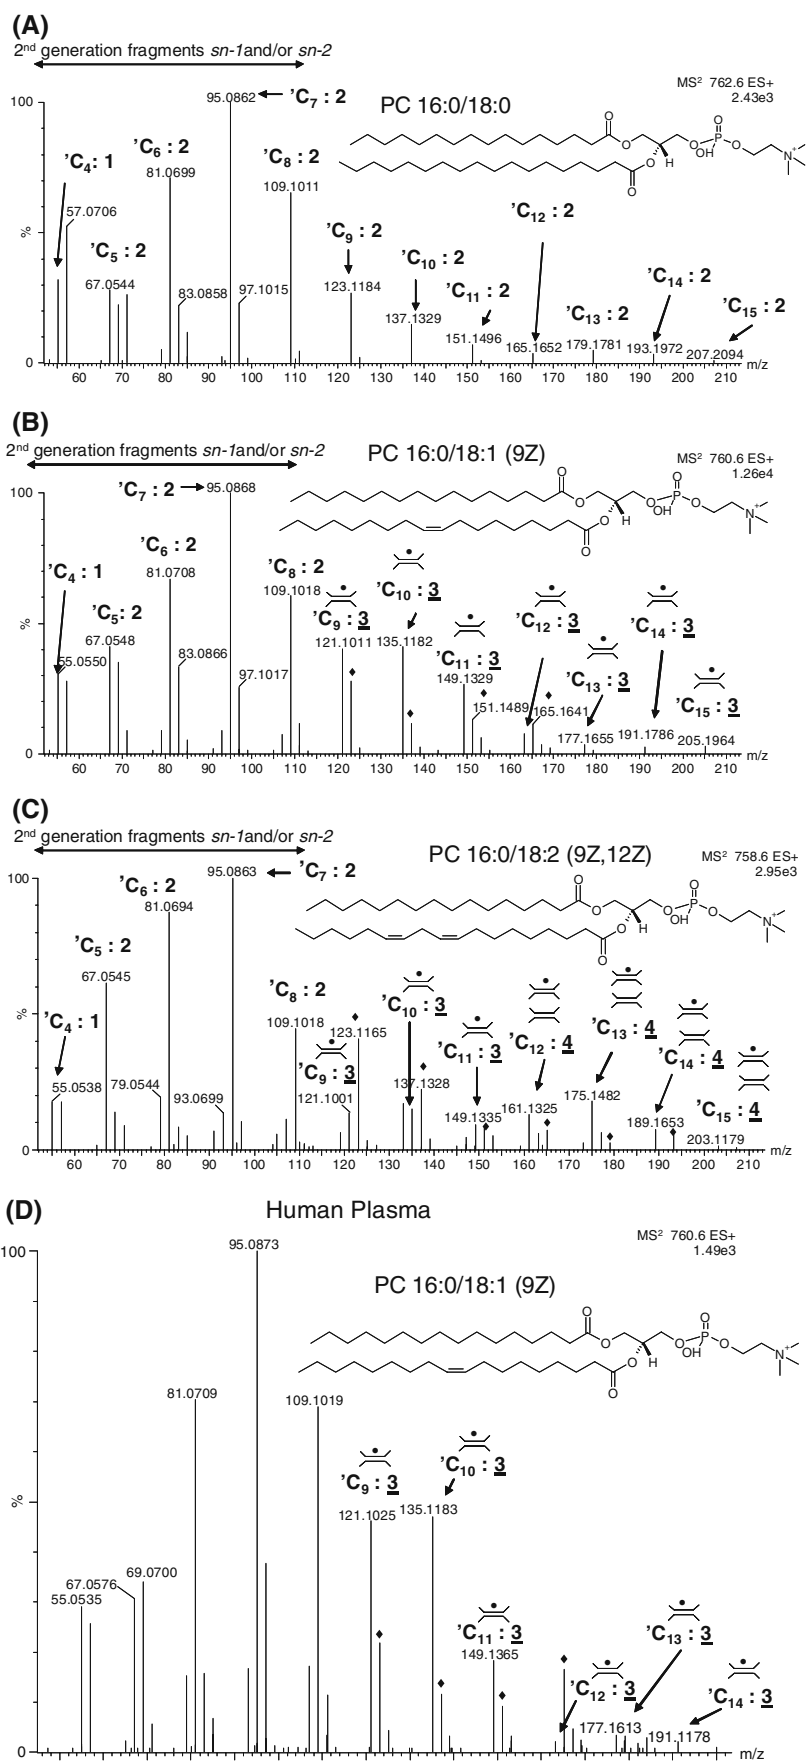 (A)
2nd generation fragments sn-1and/or sn-2
MS² 762.6 ES+
2.43e3
PC 16:0/18:0
100
95.0862
'C7 : 2
'C4: 1
'C6 : 2
81.0699
'C8 : 2
109.1011
57.0706
'C5 : 2
67.0544
83.0858
97.1015
'C9 : 2
123.1184
'C10 : 2
137.1329
'C11 : 2
151.1496
'C12 : 2
165.1652
'C13 : 2
179.1781
'C14 : 2
193.1972
'C15 : 2
207.2094
O
O
O
O
H
O
P
O
OH
O
N+
%
0
60 70 80 90 100 110 120 130 140 150 160 170 180 190 200 210 m/z
(B)
2nd generation fragments sn-1and/or sn-2
PC 16:0/18:1 (9Z)
MS² 760.6 ES+
1.26e4
100
'C7 : 2
95.0868
'C4 : 1
55.0550
'C5: 2
67.0548
'C6 : 2
81.0708
83.0866
97.1017
'C8 : 2
109.1018
'C9 : 3
121.1011
'C10 : 3
135.1182
'C11 : 3
149.1329
151.1489
'C12 : 3
165.1641
'C13 : 3
177.1655
'C14 : 3
191.1786
'C15 : 3
205.1964
O
O
O
O
H
O
P
O
OH
O
N+
%
0
60 70 80 90 100 110 120 130 140 150 160 170 180 190 200 210 m/z
(C)
2nd generation fragments sn-1and/or sn-2
PC 16:0/18:2 (9Z,12Z)
MS² 758.6 ES+
2.95e3
100
95.0863
'C7 : 2
'C6 : 2
81.0694
'C5 : 2
67.0545
'C4 : 1
55.0538
79.0544
93.0699
'C8 : 2
109.1018
'C9 : 3
121.1001
123.1165
'C10 : 3
137.1328
'C11 : 3
149.1335
'C12 : 4
161.1325
'C13 : 4
175.1482
'C14 : 4
189.1653
'C15 : 4
203.1179
O
O
O
O
H
O
P
O
OH
O
N+
%
0
60 70 80 90 100 110 120 130 140 150 160 170 180 190 200 210 m/z
(D)
Human Plasma
MS² 760.6 ES+
1.49e3
100
95.0873
PC 16:0/18:1 (9Z)
81.0709
109.1019
'C9 : 3
121.1025
'C10 : 3
135.1183
69.0700
67.0576
55.0535
'C11 : 3
149.1365
'C12 : 3
'C13 : 3
177.1613
'C14 : 3
191.1178
O
O
O
O
H
O
P
O
OH
O
N+
%
0
m/z